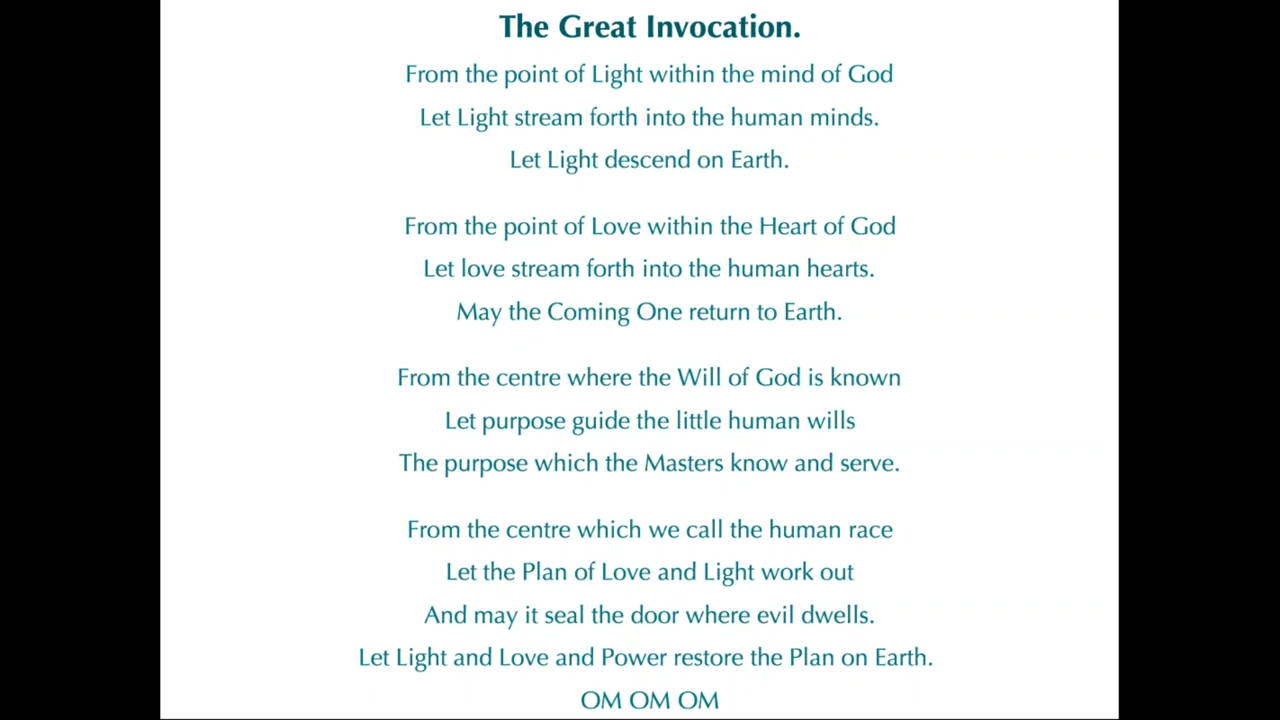 The Great Invocation.
From the point of Light within the mind of God
Let Light stream forth into the human minds.
Let Light descend on Earth.
From the point of Love within the Heart of God
Let love stream forth into the human hearts.
May the Coming One return to Earth.
From the centre where the Will of God is known
Let purpose guide the little human wills
The purpose which the Masters know and serve.
From the centre which we call the human race
Let the Plan of Love and Light work out
And may it seal the door where evil dwells.
Let Light and Love and Power restore the Plan on Earth.
OM OM OM